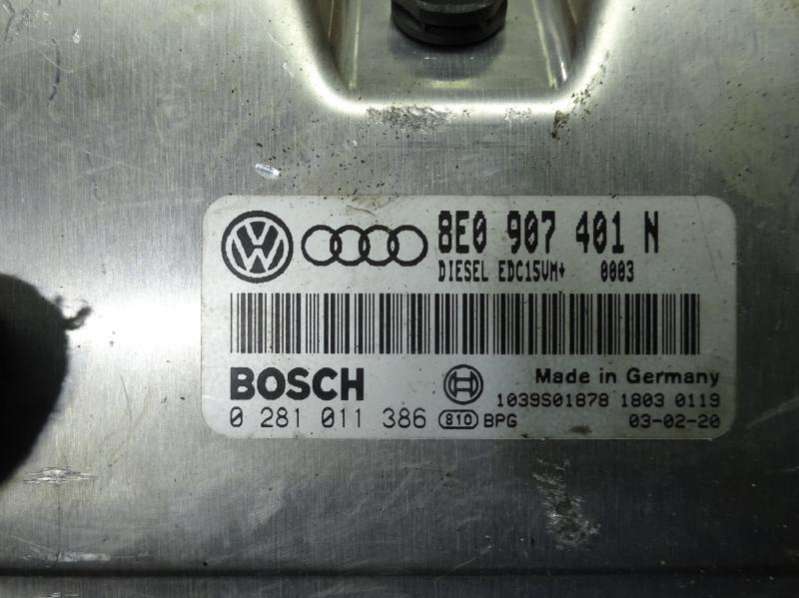 8E0 907 401 N
DIESEL EDC15VM+ 0003
BOSCH
Made in Germany
1039S01878 1803 0119
0 281 011 386 810 BPG 03-02-20